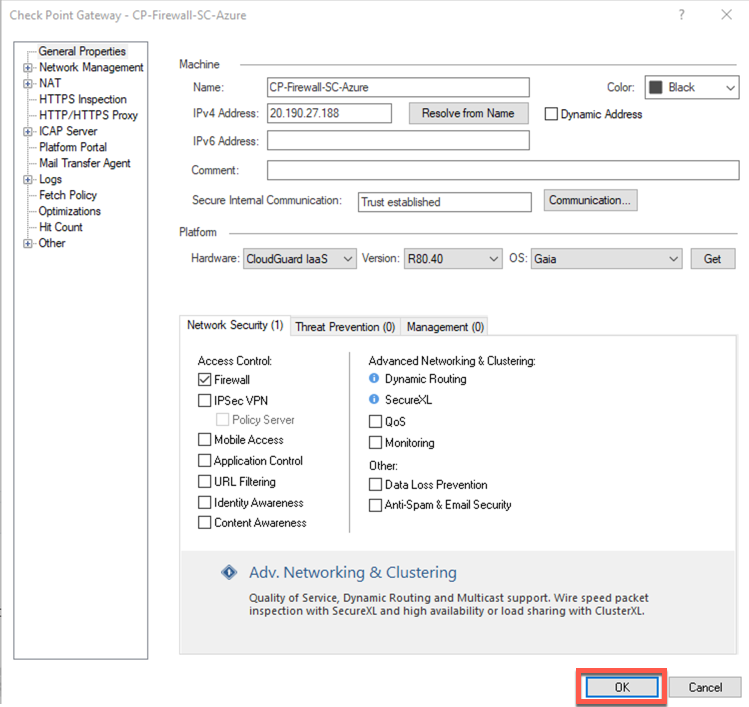 Check Point Gateway - CP-Firewall-SC-Azure
?
General Properties
Network Management
NAT
HTTPS Inspection
HTTP/HTTPS Proxy
ICAP Server
Platform Portal
Mail Transfer Agent
Logs
Fetch Policy
Optimizations
Hit Count
Other
Machine
Name: CP-Firewall-SC-Azure Color: Black
IPv4 Address: 20.190.27.188 Resolve from Name Dynamic Address
IPv6 Address:
Comment:
Secure Internal Communication: Trust established Communication...
Platform
Hardware: CloudGuard IaaS Version: R80.40 OS: Gaia Get
Network Security (1) Threat Prevention (0) Management (0)
Access Control:
Firewall
IPSec VPN
Policy Server
Mobile Access
Application Control
URL Filtering
Identity Awareness
Content Awareness
Advanced Networking & Clustering:
Dynamic Routing
SecureXL
QoS
Monitoring
Other:
Data Loss Prevention
Anti-Spam & Email Security
Adv. Networking & Clustering
Quality of Service, Dynamic Routing and Multicast support. Wire speed packet
inspection with SecureXL and high availability or load sharing with ClusterXL.
OK Cancel